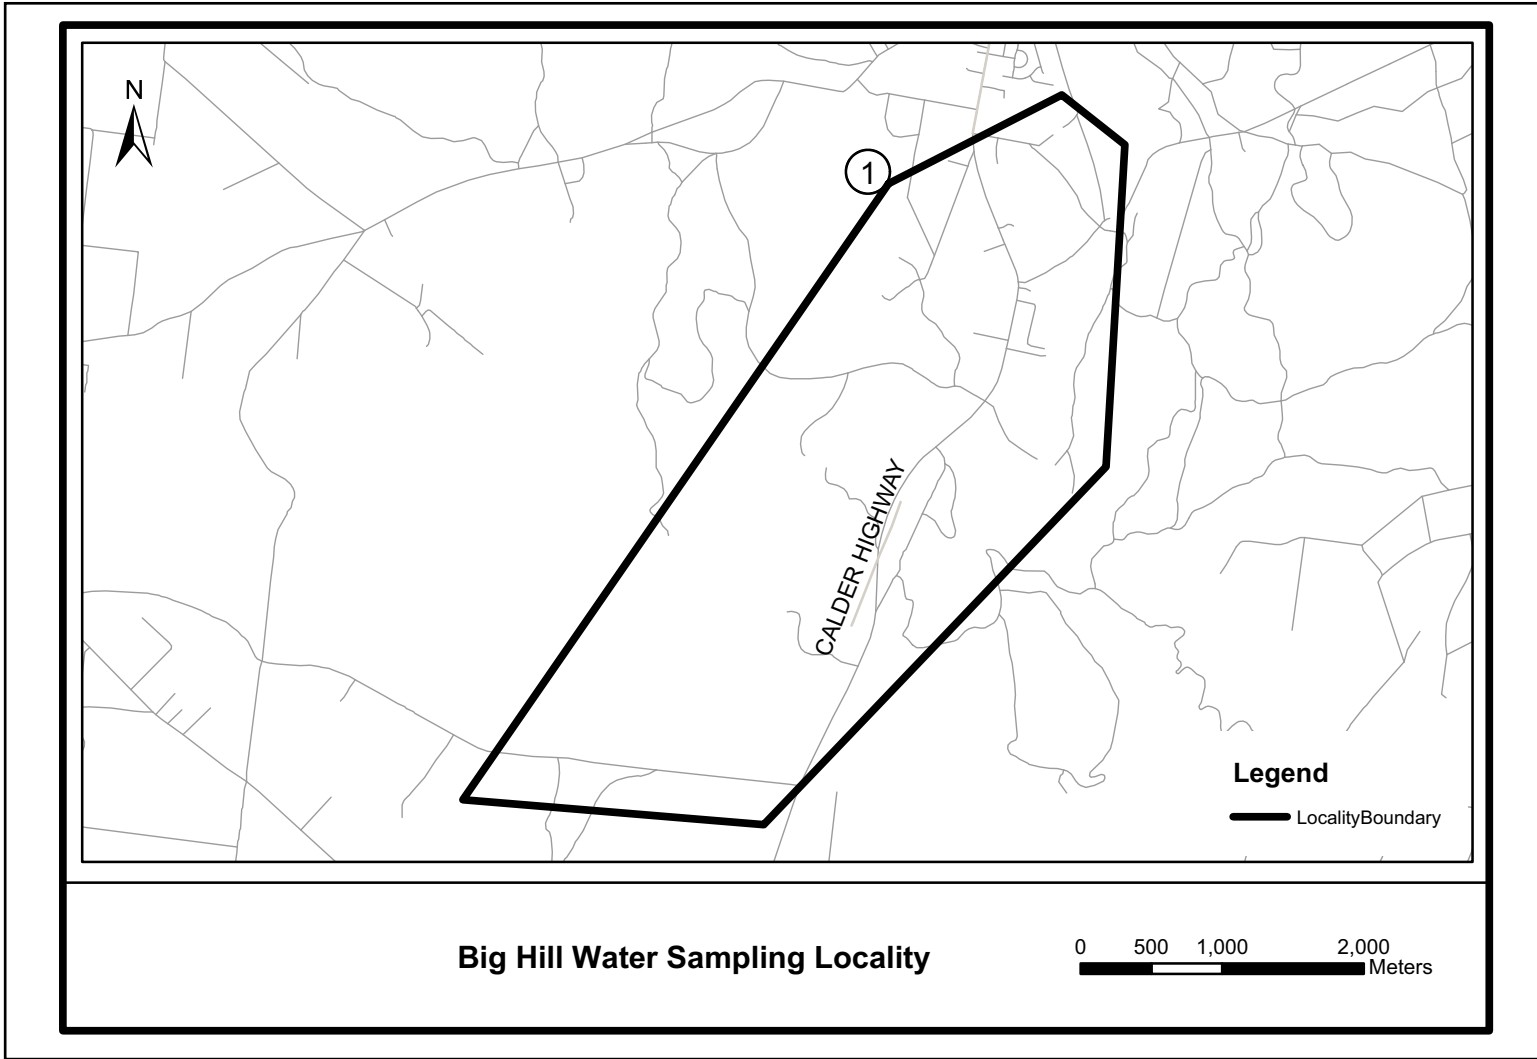 N
1
CALDER HIGHWAY
Legend
LocalityBoundary
Big Hill Water Sampling Locality
0 500 1,000 2,000
Meters